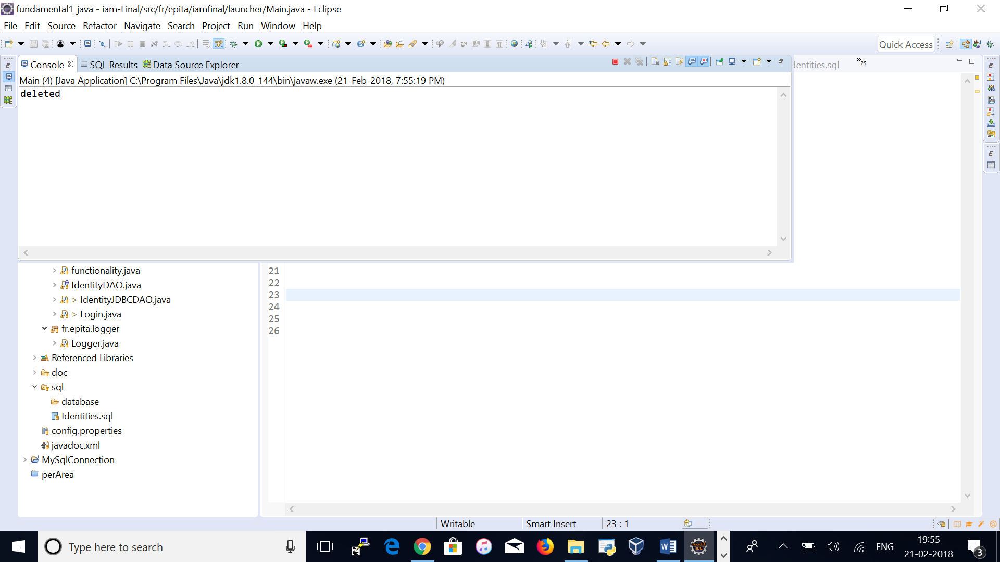 fundamental1_java - iam-Final/src/fr/epita/iamfinal/launcher/Main.java - Eclipse
File Edit Source Refactor Navigate Search Project Run Window Help
Quick Access
Console SQL Results Data Source Explorer
dentities.sql
»25
Main (4) [Java Application] C:\Program Files\Java\jdk1.8.0_144\bin\javaw.exe (21-Feb-2018, 7:55:19 PM)
deleted
functionality.java
IdentityDAO.java
> IdentityJDBCDAO.java
> Login.java
fr.epita.logger
Logger.java
Referenced Libraries
doc
sql
database
Identities.sql
config.properties
javadoc.xml
MySqlConnection
perArea
21
22
23
24
25
26
Writable Smart Insert 23 : 1
Type here to search
ENG
19:55
21-02-2018
3